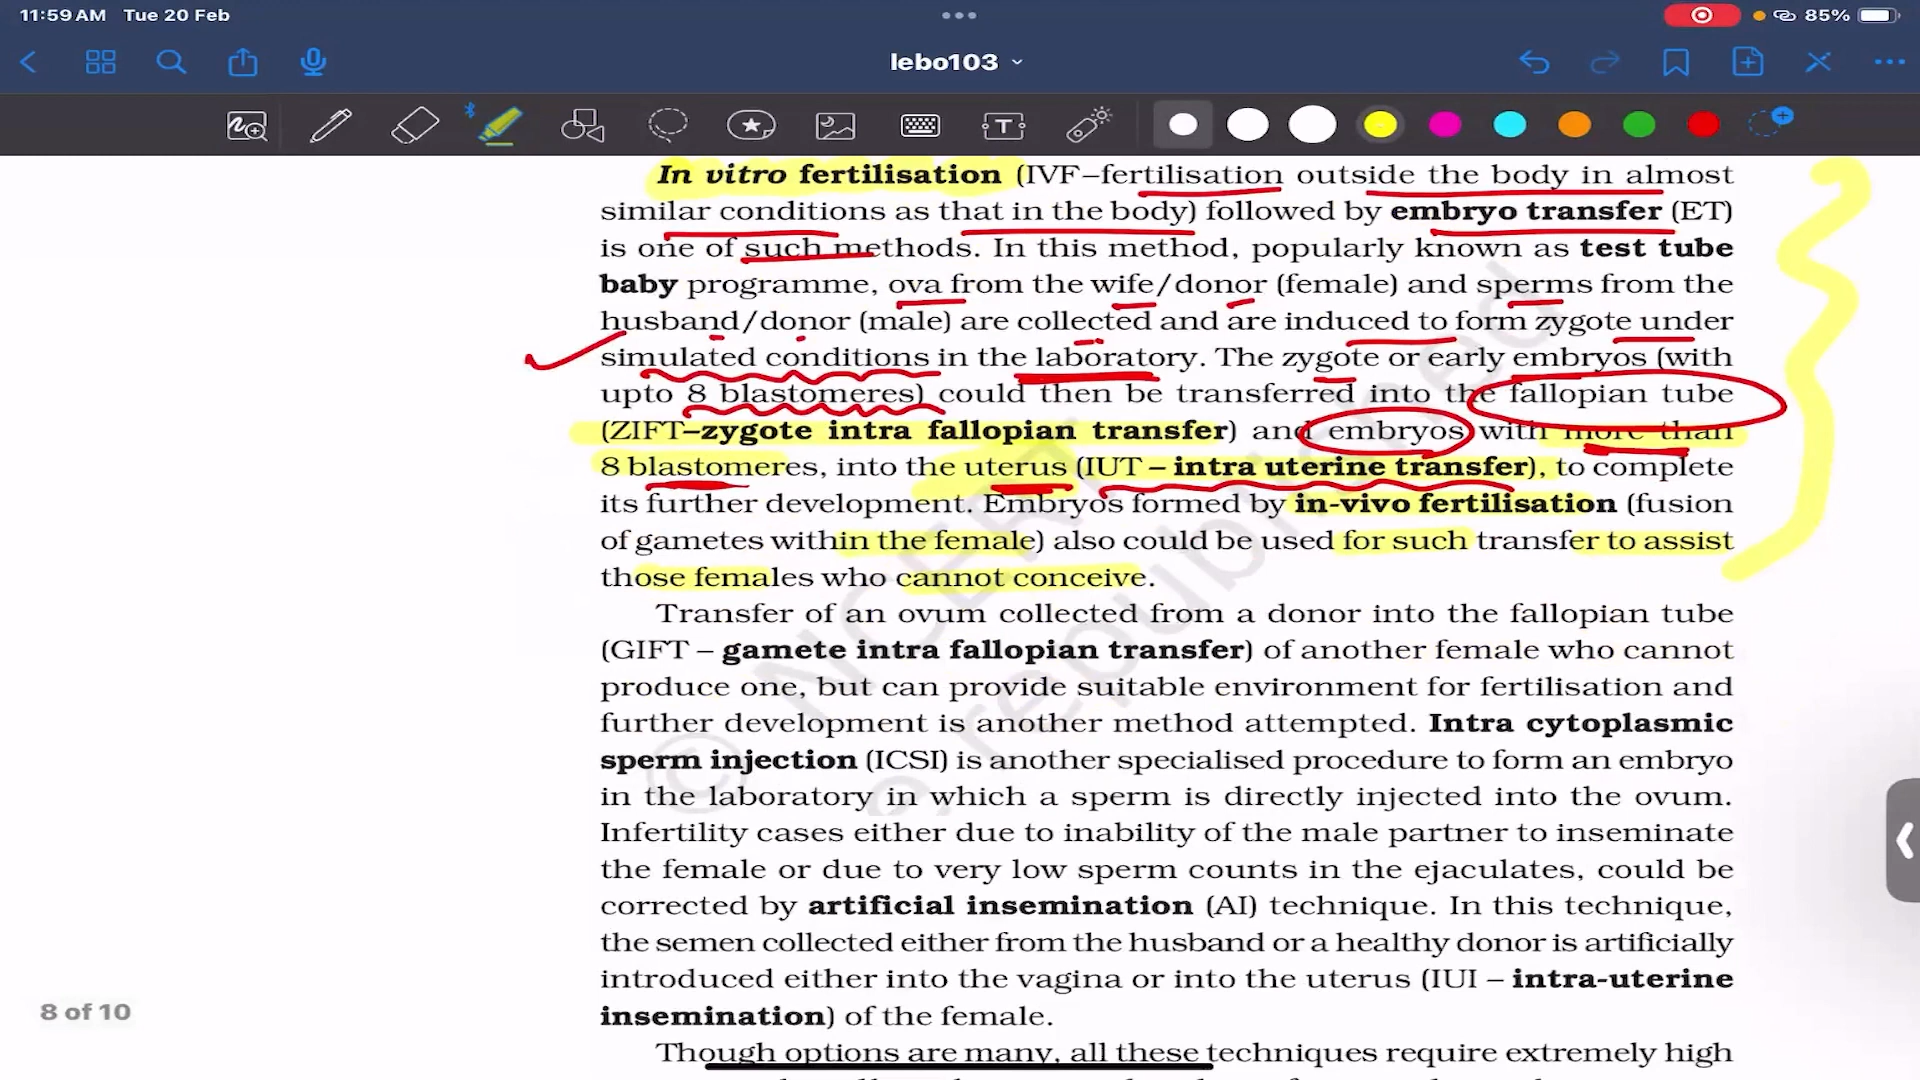 11:59 AM Tue 20 Feb
85%
lebo103
In vitro fertilisation (IVF–fertilisation outside the body in almost
similar conditions as that in the body) followed by embryo transfer (ET)
is one of such methods. In this method, popularly known as test tube
baby programme, ova from the wife/donor (female) and sperms from the
husband/donor (male) are collected and are induced to form zygote under
simulated conditions in the laboratory. The zygote or early embryos (with
upto 8 blastomeres) could then be transferred into the fallopian tube
(ZIFT–zygote intra fallopian transfer) and embryos with more than
8 blastomeres, into the uterus (IUT – intra uterine transfer), to complete
its further development. Embryos formed by in-vivo fertilisation (fusion
of gametes within the female) also could be used for such transfer to assist
those females who cannot conceive.
Transfer of an ovum collected from a donor into the fallopian tube
(GIFT – gamete intra fallopian transfer) of another female who cannot
produce one, but can provide suitable environment for fertilisation and
further development is another method attempted. Intra cytoplasmic
sperm injection (ICSI) is another specialised procedure to form an embryo
in the laboratory in which a sperm is directly injected into the ovum.
Infertility cases either due to inability of the male partner to inseminate
the female or due to very low sperm counts in the ejaculates, could be
corrected by artificial insemination (AI) technique. In this technique,
the semen collected either from the husband or a healthy donor is artificially
introduced either into the vagina or into the uterus (IUI – intra-uterine
insemination) of the female.
Though options are many, all these techniques require extremely high
© NCERT
republished
8 of 10